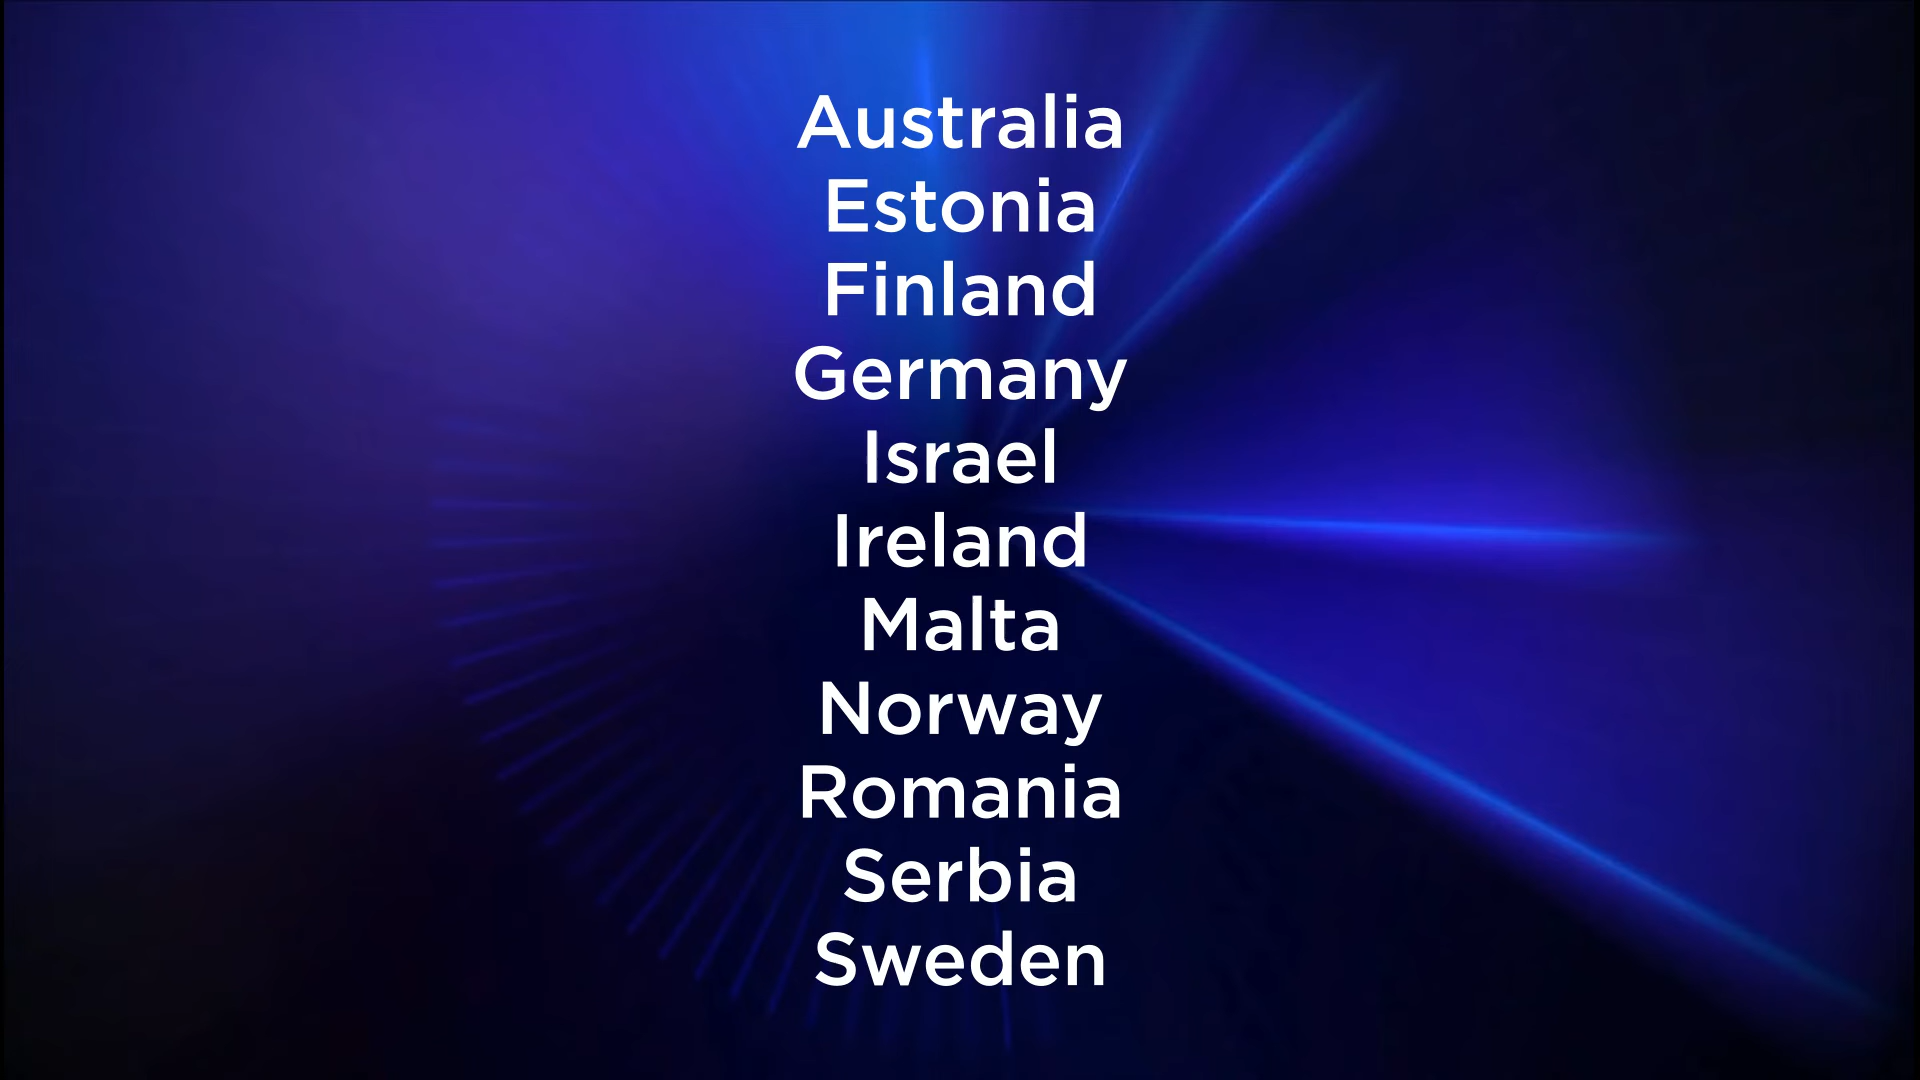 Australia
Estonia
Finland
Germany
Israel
Ireland
Malta
Norway
Romania
Serbia
Sweden